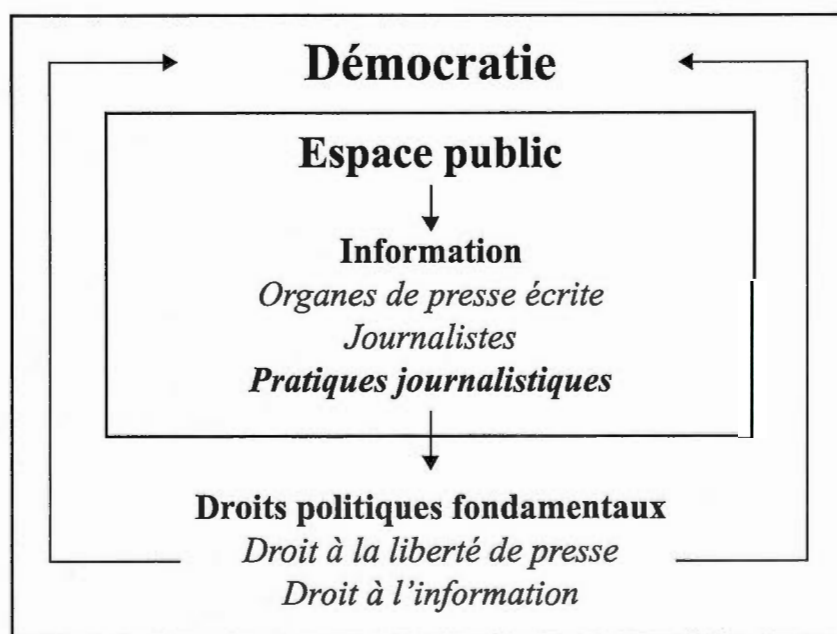 Démocratie
Espace public
Information
Organes de presse écrite
Journalistes
Pratiques journalistiques
Droits politiques fondamentaux
Droit à la liberté de presse
Droit à l'information